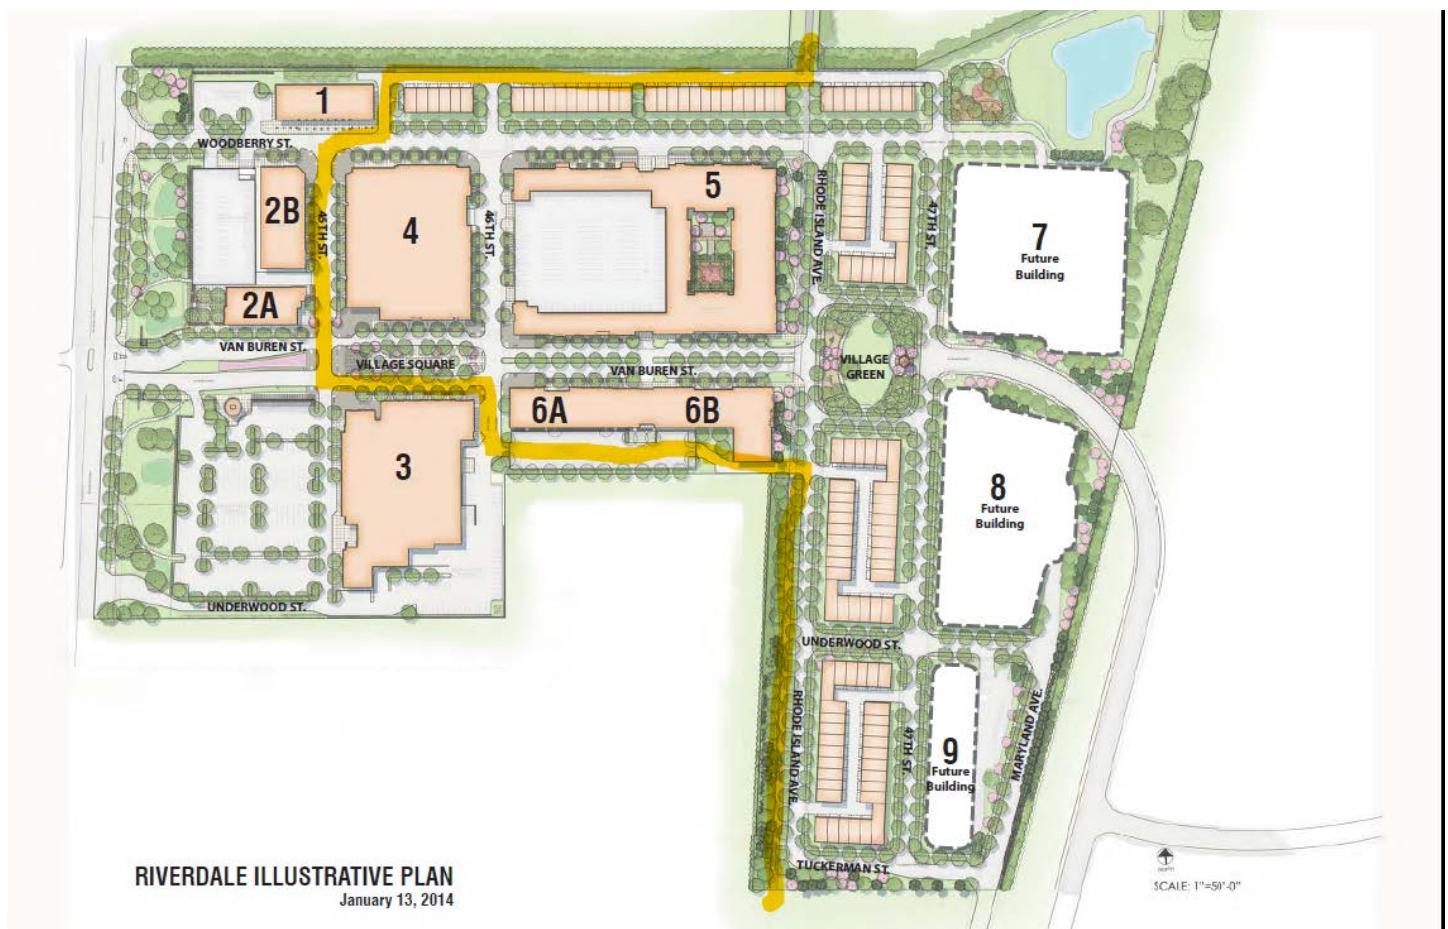 1
WOODBERRY ST.
2B
45TH ST.
4
46TH ST.
5
RHODE ISLAND AVE.
47TH ST.
7
Future
Building
2A
VAN BUREN ST.
VILLAGE SQUARE
VAN BUREN ST.
VILLAGE
GREEN
6A
6B
3
8
Future
Building
UNDERWOOD ST.
UNDERWOOD ST.
RHODE ISLAND AVE.
47TH ST.
9
Future
Building
MARYLAND AVE.
TUCKERMAN ST.
RIVERDALE ILLUSTRATIVE PLAN
January 13, 2014
NORTH
SCALE: 1"=50'-0"